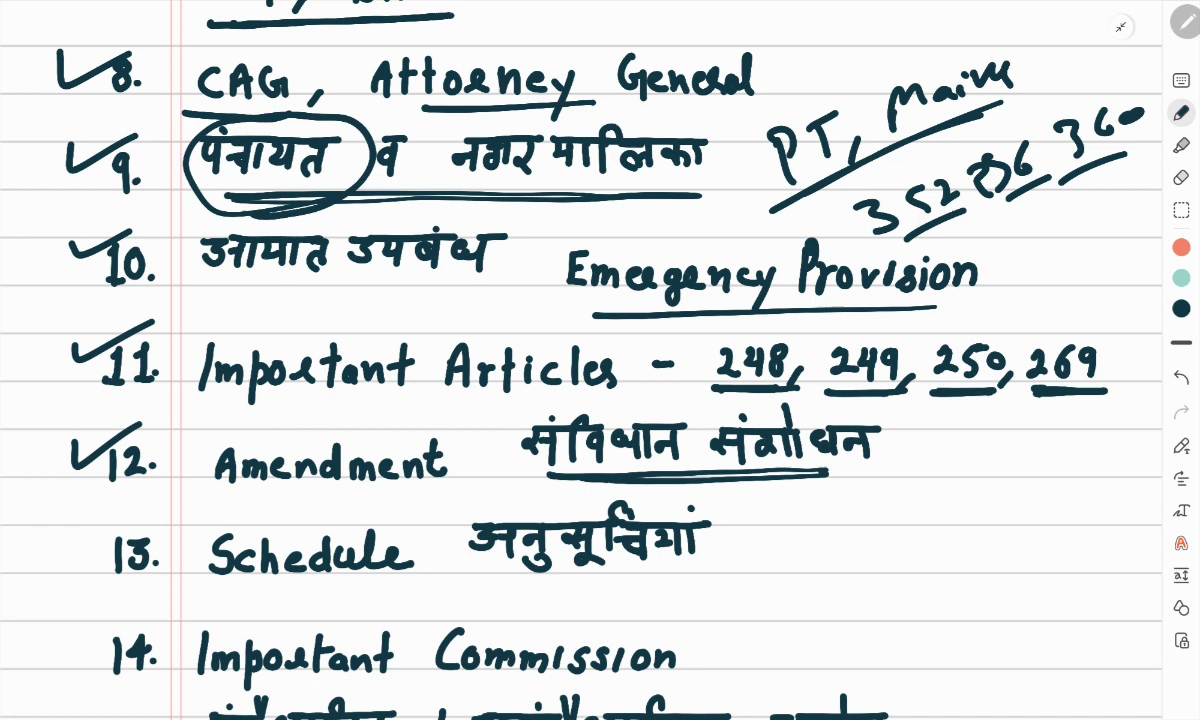 8. CAG, Attorney General
PT, Mains
9. पंचायत व नगर पालिका
352 356 360
10. आपात उपबंध Emergency Provision
11. Important Articles - 248, 249, 250, 269
12. Amendment संविधान संशोधन
13. Schedule अनुसूचियां
14. Important Commission